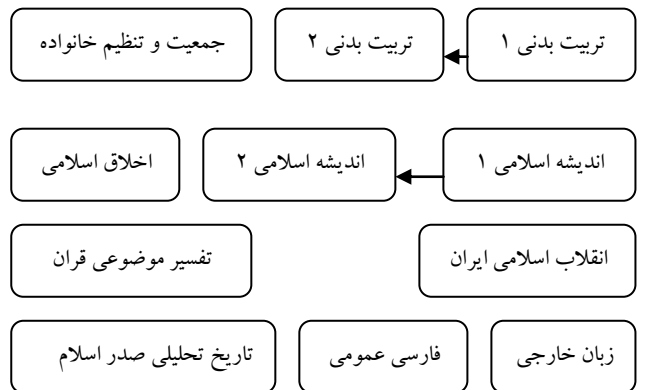 تربیت بدنی ۱
تربیت بدنی ۲
جمعیت و تنظیم خانواده
اندیشه اسلامی ۱
اندیشه اسلامی ۲
اخلاق اسلامی
انقلاب اسلامی ایران
تفسیر موضوعی قران
زبان خارجی
فارسی عمومی
تاریخ تحلیلی صدر اسلام